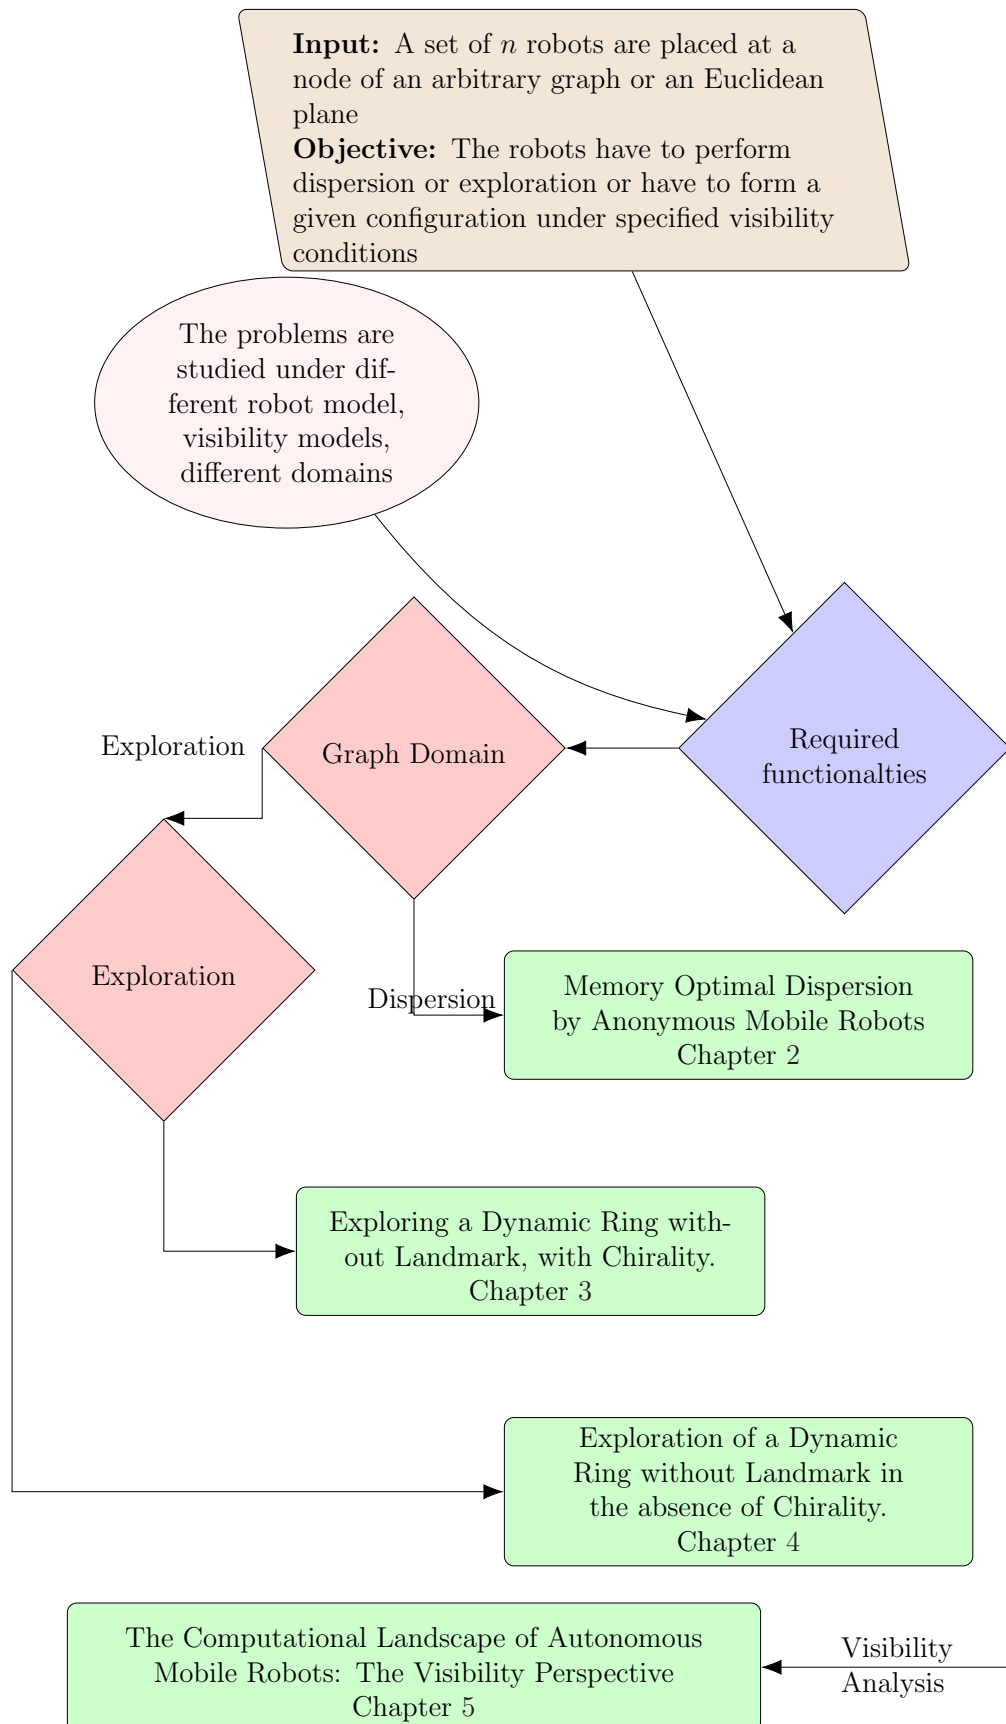 Input: A set of n robots are placed at a
node of an arbitrary graph or an Euclidean
plane
Objective: The robots have to perform
dispersion or exploration or have to form a
given configuration under specified visibility
conditions
The problems are
studied under dif-
ferent robot model,
visibility models,
different domains
Required
functionalties
Graph Domain
Exploration
Exploration
Dispersion
Memory Optimal Dispersion
by Anonymous Mobile Robots
Chapter 2
Exploring a Dynamic Ring with-
out Landmark, with Chirality.
Chapter 3
Exploration of a Dynamic
Ring without Landmark in
the absence of Chirality.
Chapter 4
The Computational Landscape of Autonomous
Mobile Robots: The Visibility Perspective
Chapter 5
Visibility
Analysis